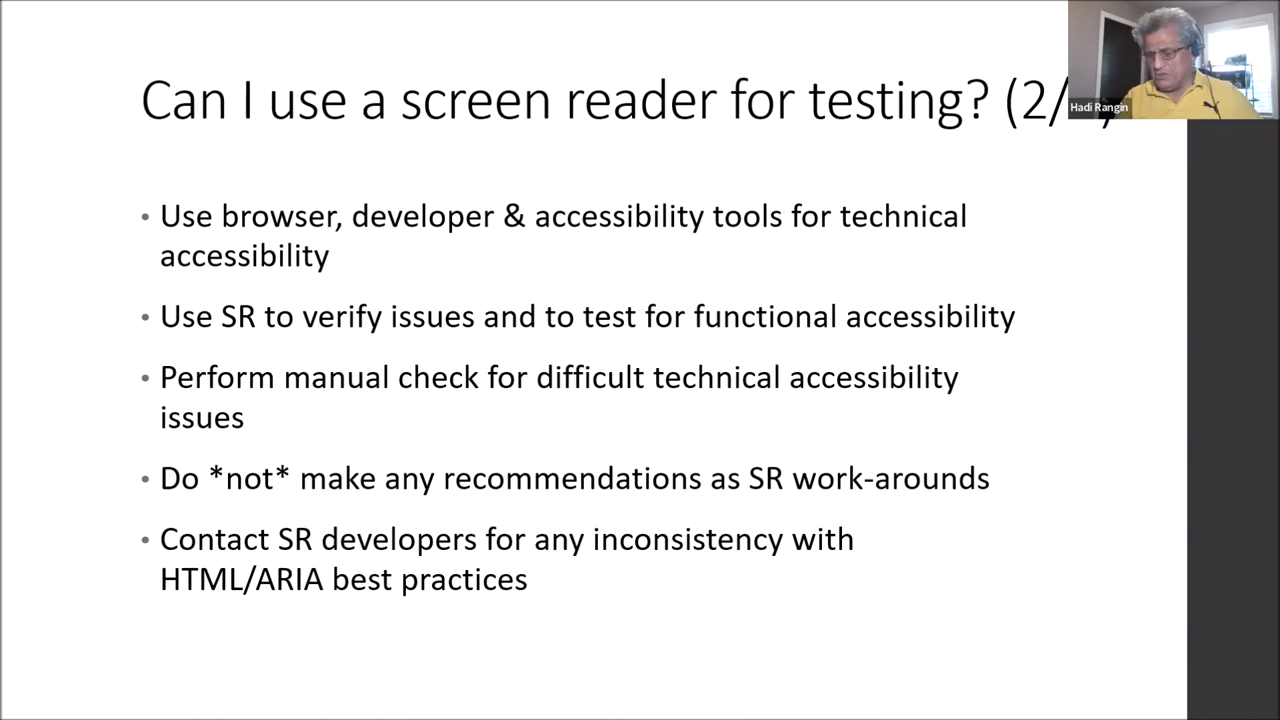 Can I use a screen reader for testing? (2/
Hadi Rangin
• Use browser, developer & accessibility tools for technical
accessibility
• Use SR to verify issues and to test for functional accessibility
• Perform manual check for difficult technical accessibility
issues
• Do *not* make any recommendations as SR work-arounds
• Contact SR developers for any inconsistency with
HTML/ARIA best practices